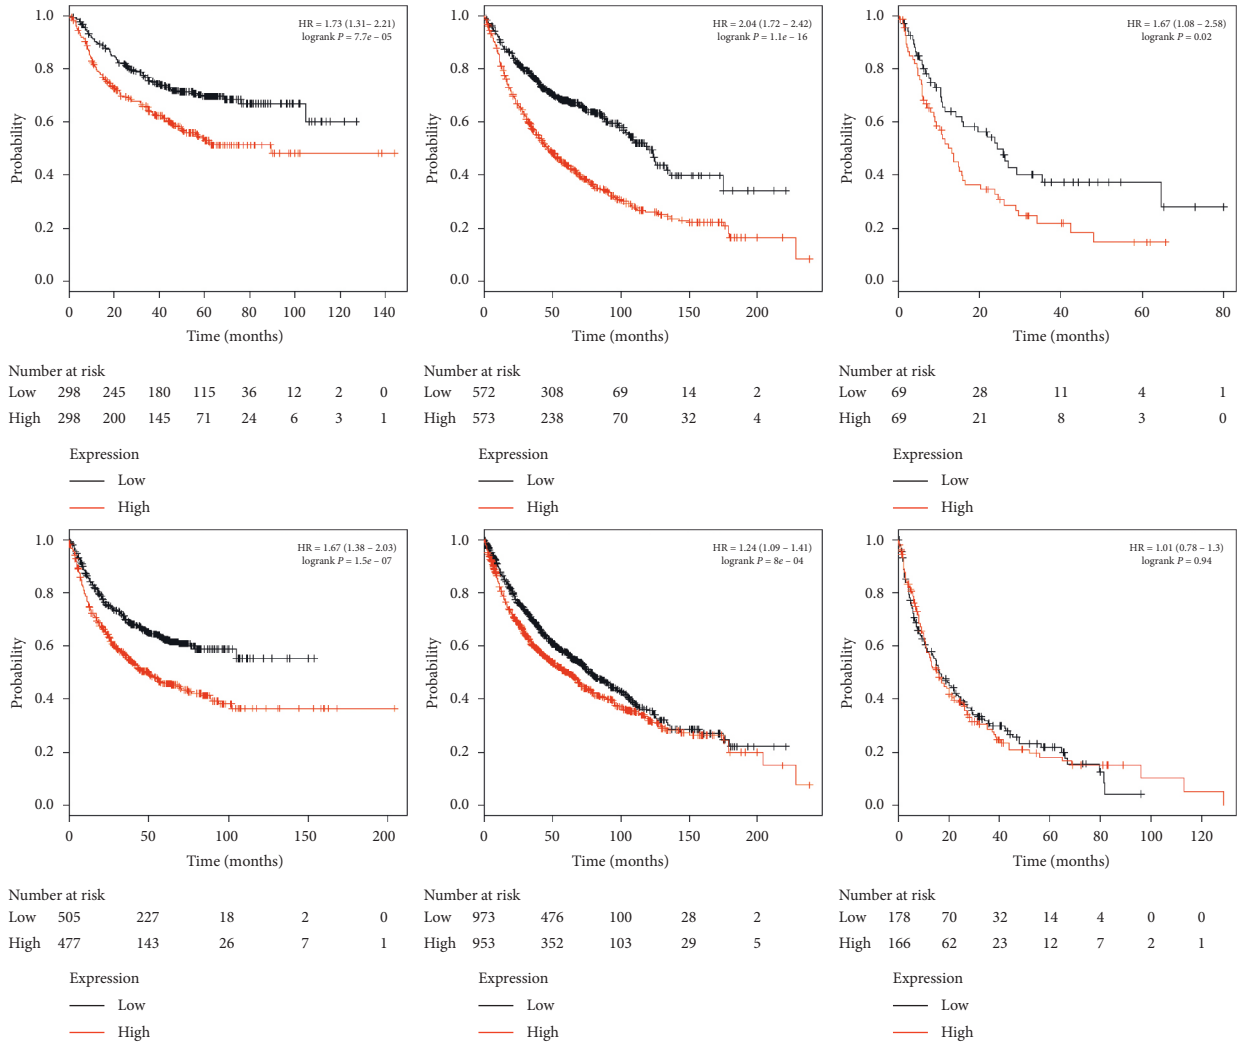 HR = 1.73 (1.31– 2.21)
logrank P = 7.7e – 05
1.0
0.8
0.6
0.4
0.2
0.0
Probability
0 20 40 60 80 100 120 140
Time (months)
Number at risk
Low 298 245 180 115 36 12 2 0
High 298 200 145 71 24 6 3 1
Expression
Low
High
HR = 2.04 (1.72 – 2.42)
logrank P = 1.1e – 16
1.0
0.8
0.6
0.4
0.2
0.0
Probability
0 50 100 150 200
Time (months)
Number at risk
Low 572 308 69 14 2
High 573 238 70 32 4
Expression
Low
High
HR = 1.67 (1.08 – 2.58)
logrank P = 0.02
1.0
0.8
0.6
0.4
0.2
0.0
Probability
0 20 40 60 80
Time (months)
Number at risk
Low 69 28 11 4 1
High 69 21 8 3 0
Expression
Low
High
HR = 1.67 (1.38 – 2.03)
logrank P = 1.5e – 07
1.0
0.8
0.6
0.4
0.2
0.0
Probability
0 50 100 150 200
Time (months)
Number at risk
Low 505 227 18 2 0
High 477 143 26 7 1
Expression
Low
High
HR = 1.24 (1.09 – 1.41)
logrank P = 8e – 04
1.0
0.8
0.6
0.4
0.2
0.0
Probability
0 50 100 150 200
Time (months)
Number at risk
Low 973 476 100 28 2
High 953 352 103 29 5
Expression
Low
High
HR = 1.01 (0.78 – 1.3)
logrank P = 0.94
1.0
0.8
0.6
0.4
0.2
0.0
Probability
0 20 40 60 80 100 120
Time (months)
Number at risk
Low 178 70 32 14 4 0 0
High 166 62 23 12 7 2 1
Expression
Low
High